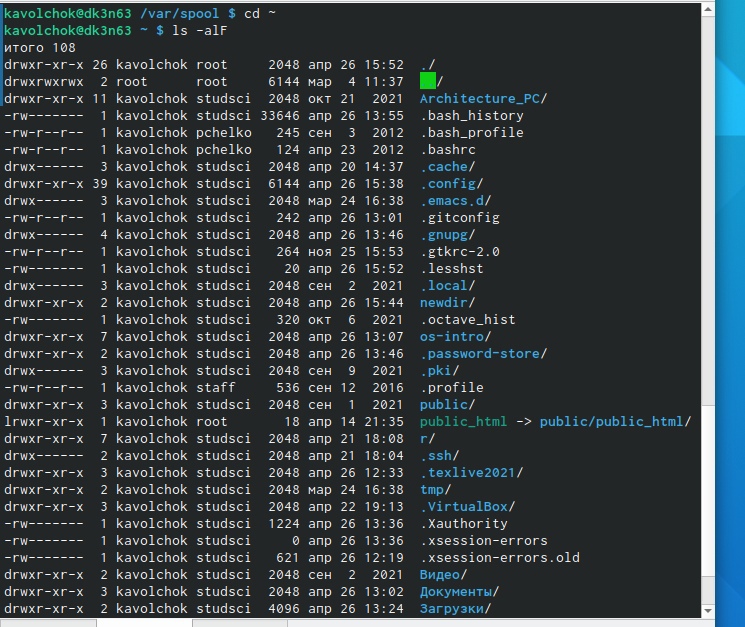 kavolchok@dk3n63 /var/spool $ cd ~
kavolchok@dk3n63 ~ $ ls -alF
итого 108
drwxr-xr-x 26 kavolchok root     2048 апр 26 15:52 ./
drwxrwxrwx  2 root      root     6144 мар  4 11:37 ../
drwxr-xr-x 11 kavolchok studsci  2048 окт 21  2021 Architecture_PC/
-rw-------  1 kavolchok studsci 33646 апр 26 13:55 .bash_history
-rw-r--r--  1 kavolchok pchelko   245 сен  3  2012 .bash_profile
-rw-r--r--  1 kavolchok pchelko   124 апр 23  2012 .bashrc
drwx------  3 kavolchok studsci  2048 апр 20 14:37 .cache/
drwxr-xr-x 39 kavolchok studsci  6144 апр 26 15:38 .config/
drwx------  3 kavolchok studsci  2048 мар 24 16:38 .emacs.d/
-rw-r--r--  1 kavolchok studsci   242 апр 26 13:01 .gitconfig
drwx------  4 kavolchok studsci  2048 апр 26 13:46 .gnupg/
-rw-r--r--  1 kavolchok studsci   264 ноя 25 15:53 .gtkrc-2.0
-rw-------  1 kavolchok studsci    20 апр 26 15:52 .lesshst
drwx------  3 kavolchok studsci  2048 сен  2  2021 .local/
drwxr-xr-x  2 kavolchok studsci  2048 апр 26 15:44 newdir/
-rw-------  1 kavolchok studsci   320 окт  6  2021 .octave_hist
drwxr-xr-x  7 kavolchok studsci  2048 апр 26 13:07 os-intro/
drwxr-xr-x  2 kavolchok studsci  2048 апр 26 13:46 .password-store/
drwx------  3 kavolchok studsci  2048 сен  9  2021 .pki/
-rw-r--r--  1 kavolchok staff     536 сен 12  2016 .profile
drwxr-xr-x  3 kavolchok studsci  2048 сен  1  2021 public/
lrwxr-xr-x  1 kavolchok root       18 апр 14 21:35 public_html -> public/public_html/
drwxr-xr-x  7 kavolchok studsci  2048 апр 21 18:08 r/
drwx------  2 kavolchok studsci  2048 апр 21 18:04 .ssh/
drwxr-xr-x  3 kavolchok studsci  2048 апр 26 12:33 .texlive2021/
drwxr-xr-x  2 kavolchok studsci  2048 мар 24 16:38 tmp/
drwxr-xr-x  3 kavolchok studsci  2048 апр 22 19:13 .VirtualBox/
-rw-------  1 kavolchok studsci  1224 апр 26 13:36 .Xauthority
-rw-------  1 kavolchok studsci     0 апр 26 13:36 .xsession-errors
-rw-------  1 kavolchok studsci   621 апр 26 12:19 .xsession-errors.old
drwxr-xr-x  2 kavolchok studsci  2048 сен  2  2021 Видео/
drwxr-xr-x  3 kavolchok studsci  2048 апр 26 13:02 Документы/
drwxr-xr-x  2 kavolchok studsci  4096 апр 26 13:24 Загрузки/